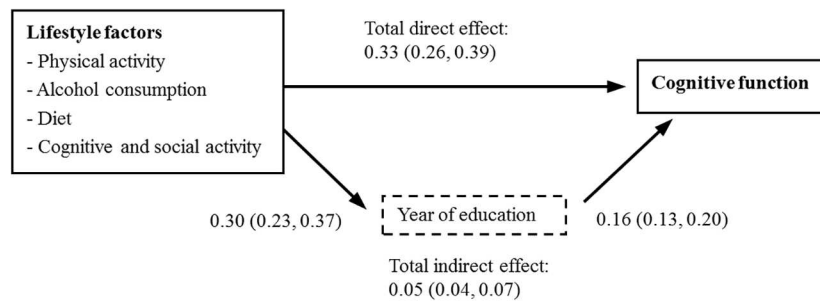 Lifestyle factors
- Physical activity
- Alcohol consumption
- Diet
- Cognitive and social activity
Total direct effect:
0.33 (0.26, 0.39)
Cognitive function
0.30 (0.23, 0.37)
Year of education
0.16 (0.13, 0.20)
Total indirect effect:
0.05 (0.04, 0.07)